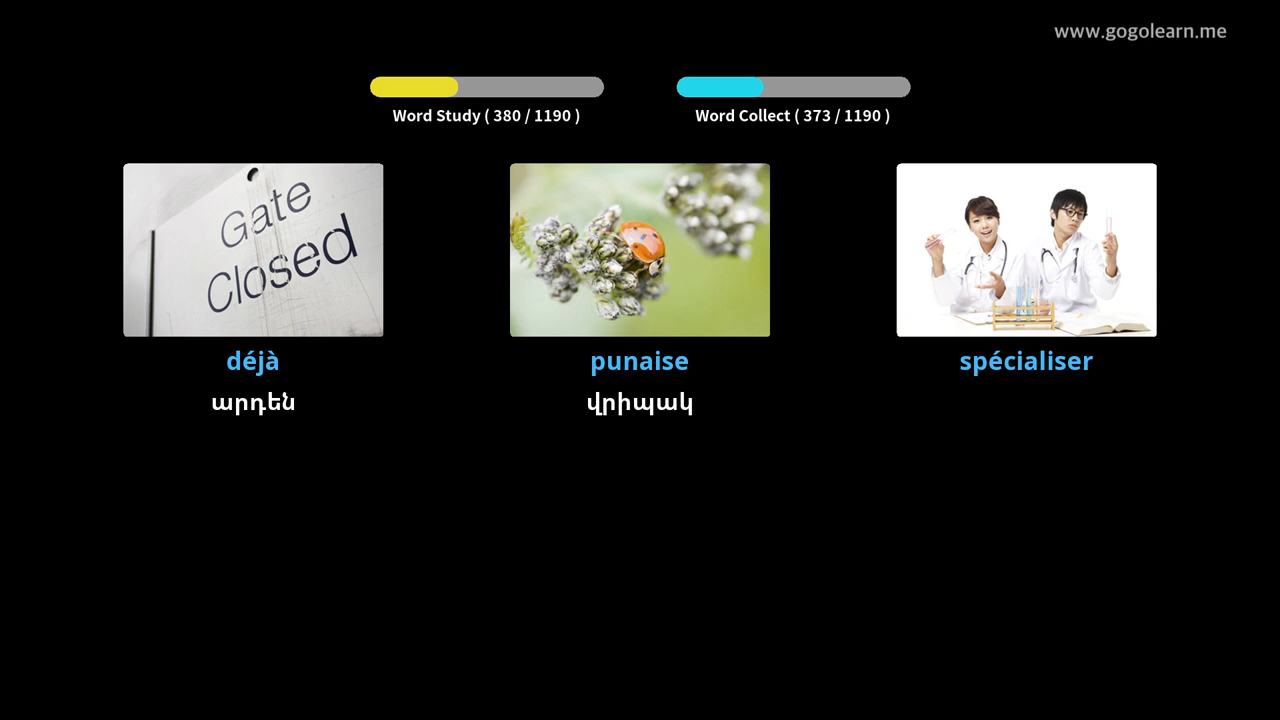 www.gogolearn.me
Word Study ( 380 / 1190 )
Word Collect ( 373 / 1190 )
Gate
Closed
déjà
punaise
spécialiser
արդեն
վրիպակ